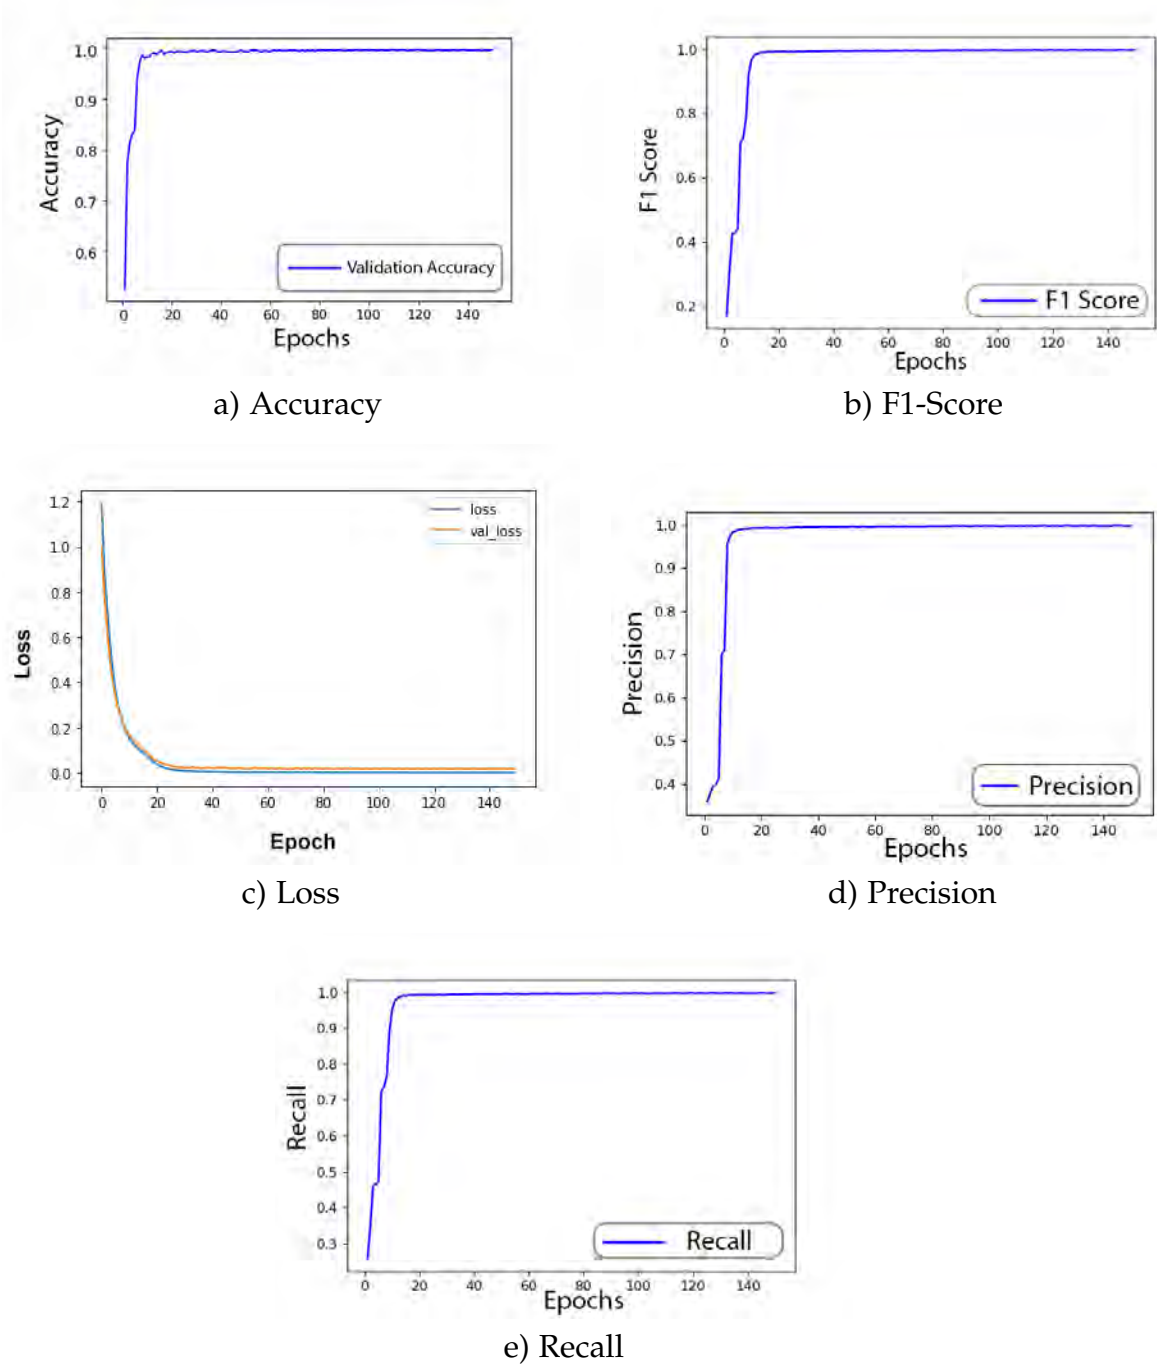 1.0
0.9
0.8
0.7
0.6
Accuracy
Validation Accuracy
0 20 40 60 80 100 120 140
Epochs
a) Accuracy
1.0
0.8
0.6
0.4
0.2
F1 Score
F1 Score
0 20 40 60 80 100 120 140
Epochs
b) F1-Score
1.2
1.0
0.8
0.6
0.4
0.2
0.0
Loss
loss
val_loss
0 20 40 60 80 100 120 140
Epoch
c) Loss
1.0
0.9
0.8
0.7
0.6
0.5
0.4
Precision
Precision
0 20 40 60 80 100 120 140
Epochs
d) Precision
1.0
0.9
0.8
0.7
0.6
0.5
0.4
0.3
Recall
Recall
0 20 40 60 80 100 120 140
Epochs
e) Recall